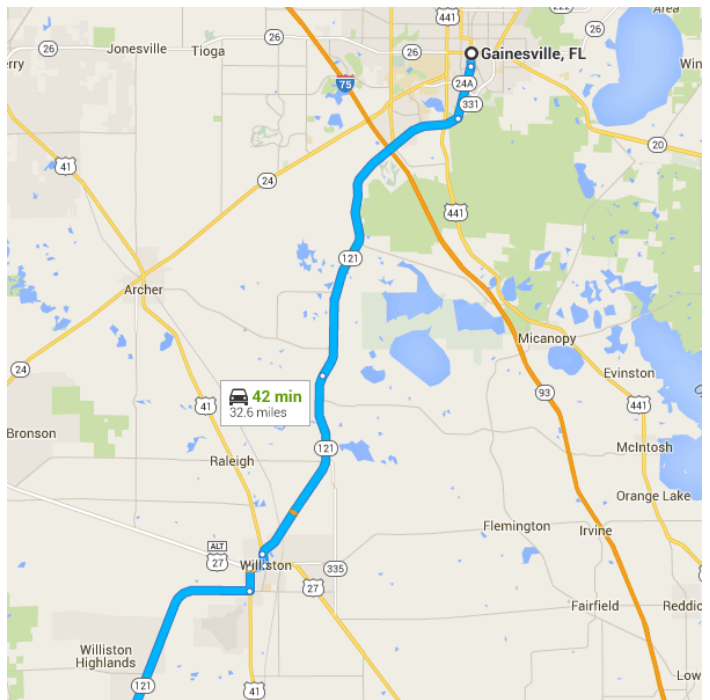 441
222
Area
26
Jonesville
Tioga
26
26
Gainesville, FL
erry
75
24A
Win
331
20
41
24
441
121
Archer
Micanopy
24
Evinston
42 min
32.6 miles
93
441
41
Bronson
121
McIntosh
Raleigh
Orange Lake
Flemington
Irvine
ALT
27
Williston
335
27
Fairfield
Reddic
Williston
Highlands
Low
121
41